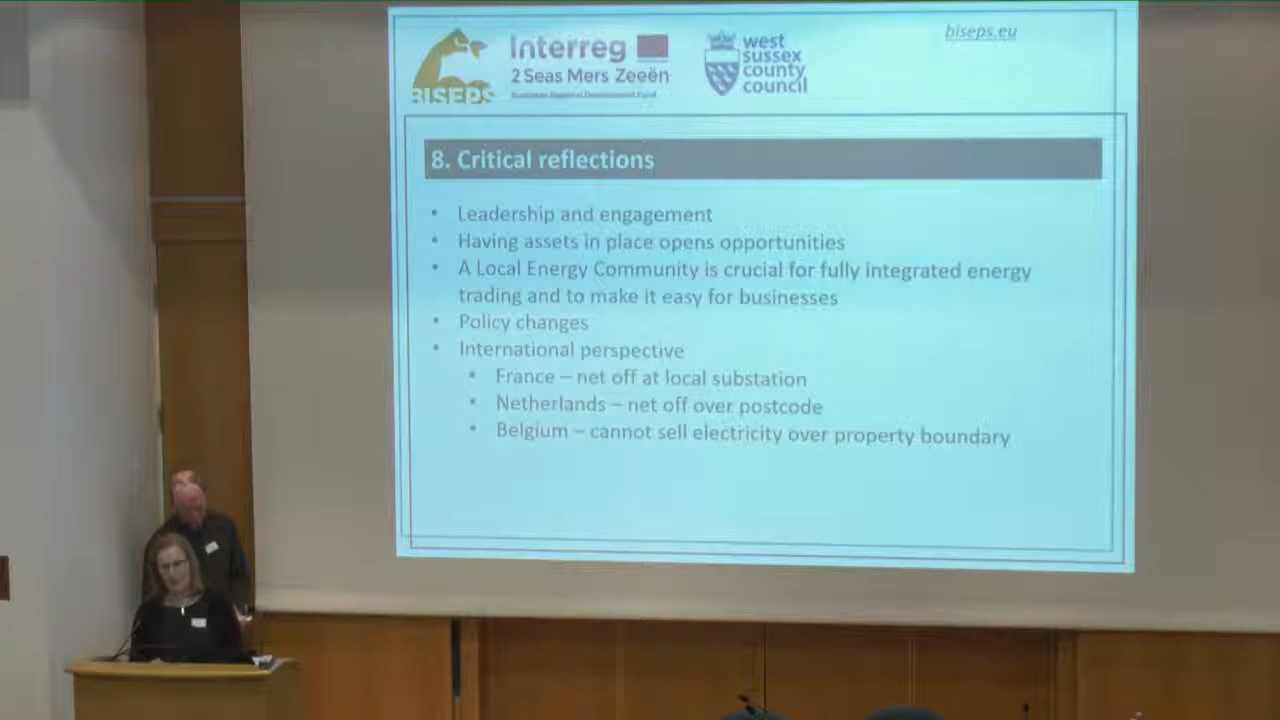 biseps.eu
BISEPS
Interreg
2 Seas Mers Zeeën
European Regional Development Fund
west
sussex
county
council
8. Critical reflections
• Leadership and engagement
• Having assets in place opens opportunities
• A Local Energy Community is crucial for fully integrated energy
trading and to make it easy for businesses
• Policy changes
• International perspective
• France – net off at local substation
• Netherlands – net off over postcode
• Belgium – cannot sell electricity over property boundary